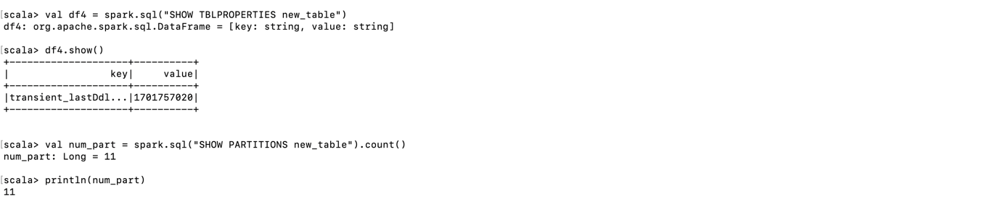 [scala> val df4 = spark.sql("SHOW TBLPROPERTIES new_table")
df4: org.apache.spark.sql.DataFrame = [key: string, value: string]
[scala> df4.show()
+--------------------+----------+
|                 key|     value|
+--------------------+----------+
|transient_lastDdl...|1701757020|
+--------------------+----------+
[scala> val num_part = spark.sql("SHOW PARTITIONS new_table").count()
num_part: Long = 11
[scala> println(num_part)
11